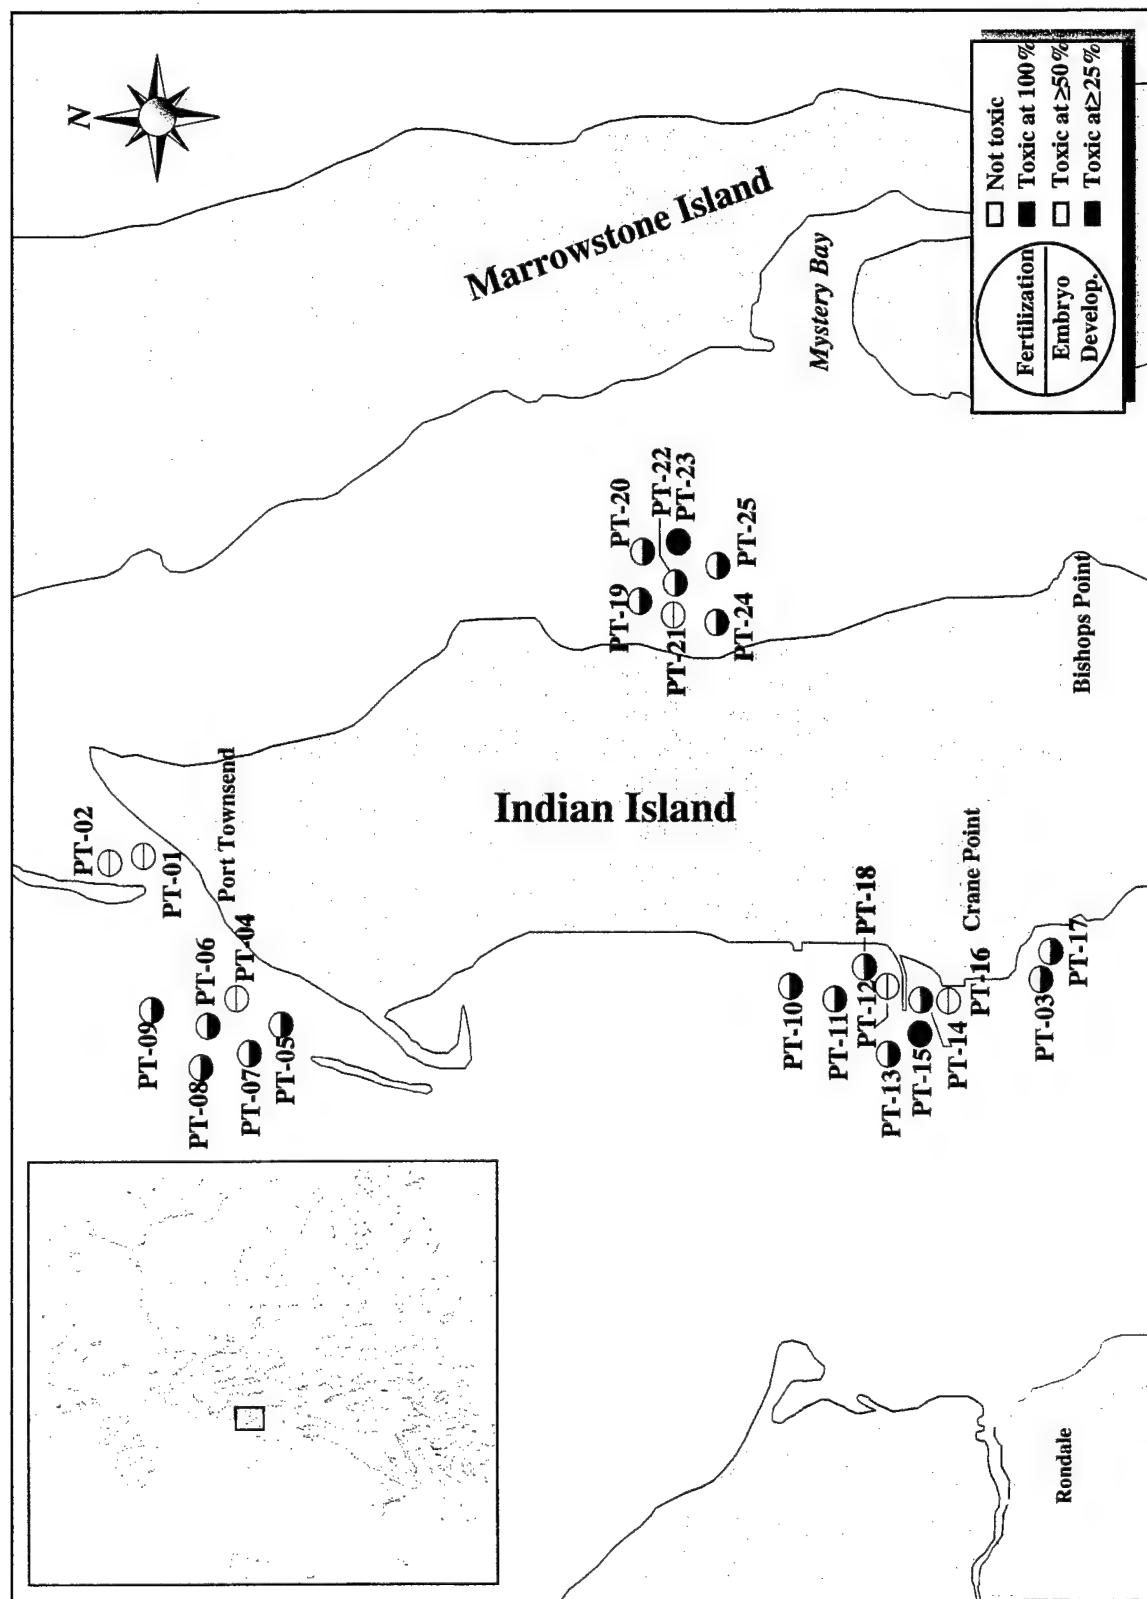 N
Marrowstone Island
Mystery Bay
Fertilization
Embryo
Develop.
Not toxic
Toxic at 100%
Toxic at ≥50%
Toxic at≥25%
PT-20
PT-22
PT-23
PT-25
PT-19
PT-21
PT-24
Bishops Point
Indian Island
Port Townsend
PT-02
PT-01
PT-06
PT-04
PT-09
PT-08
PT-07
PT-05
PT-18
Crane Point
PT-10
PT-11
PT-12
PT-16
PT-17
PT-13
PT-15
PT-14
PT-03
Rondale